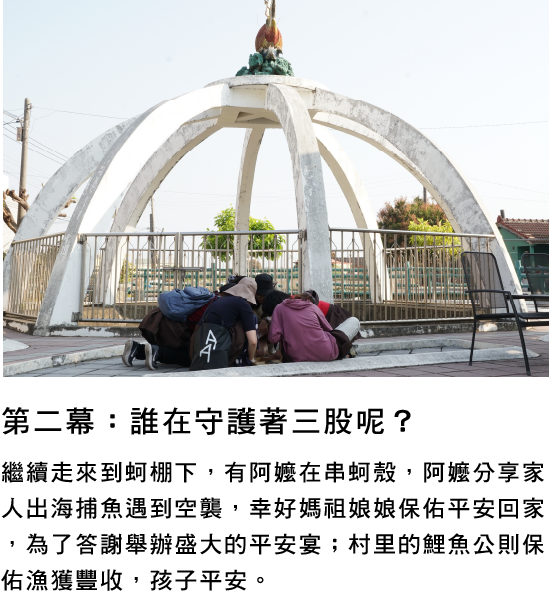 第二幕：誰在守護著三股呢？
繼續走來到蚵棚下，有阿嬤在串蚵殼，阿嬤分享家
人出海捕魚遇到空襲，幸好媽祖娘娘保佑平安回家
，為了答謝舉辦盛大的平安宴；村里的鯉魚公則保
佑漁獲豐收，孩子平安。